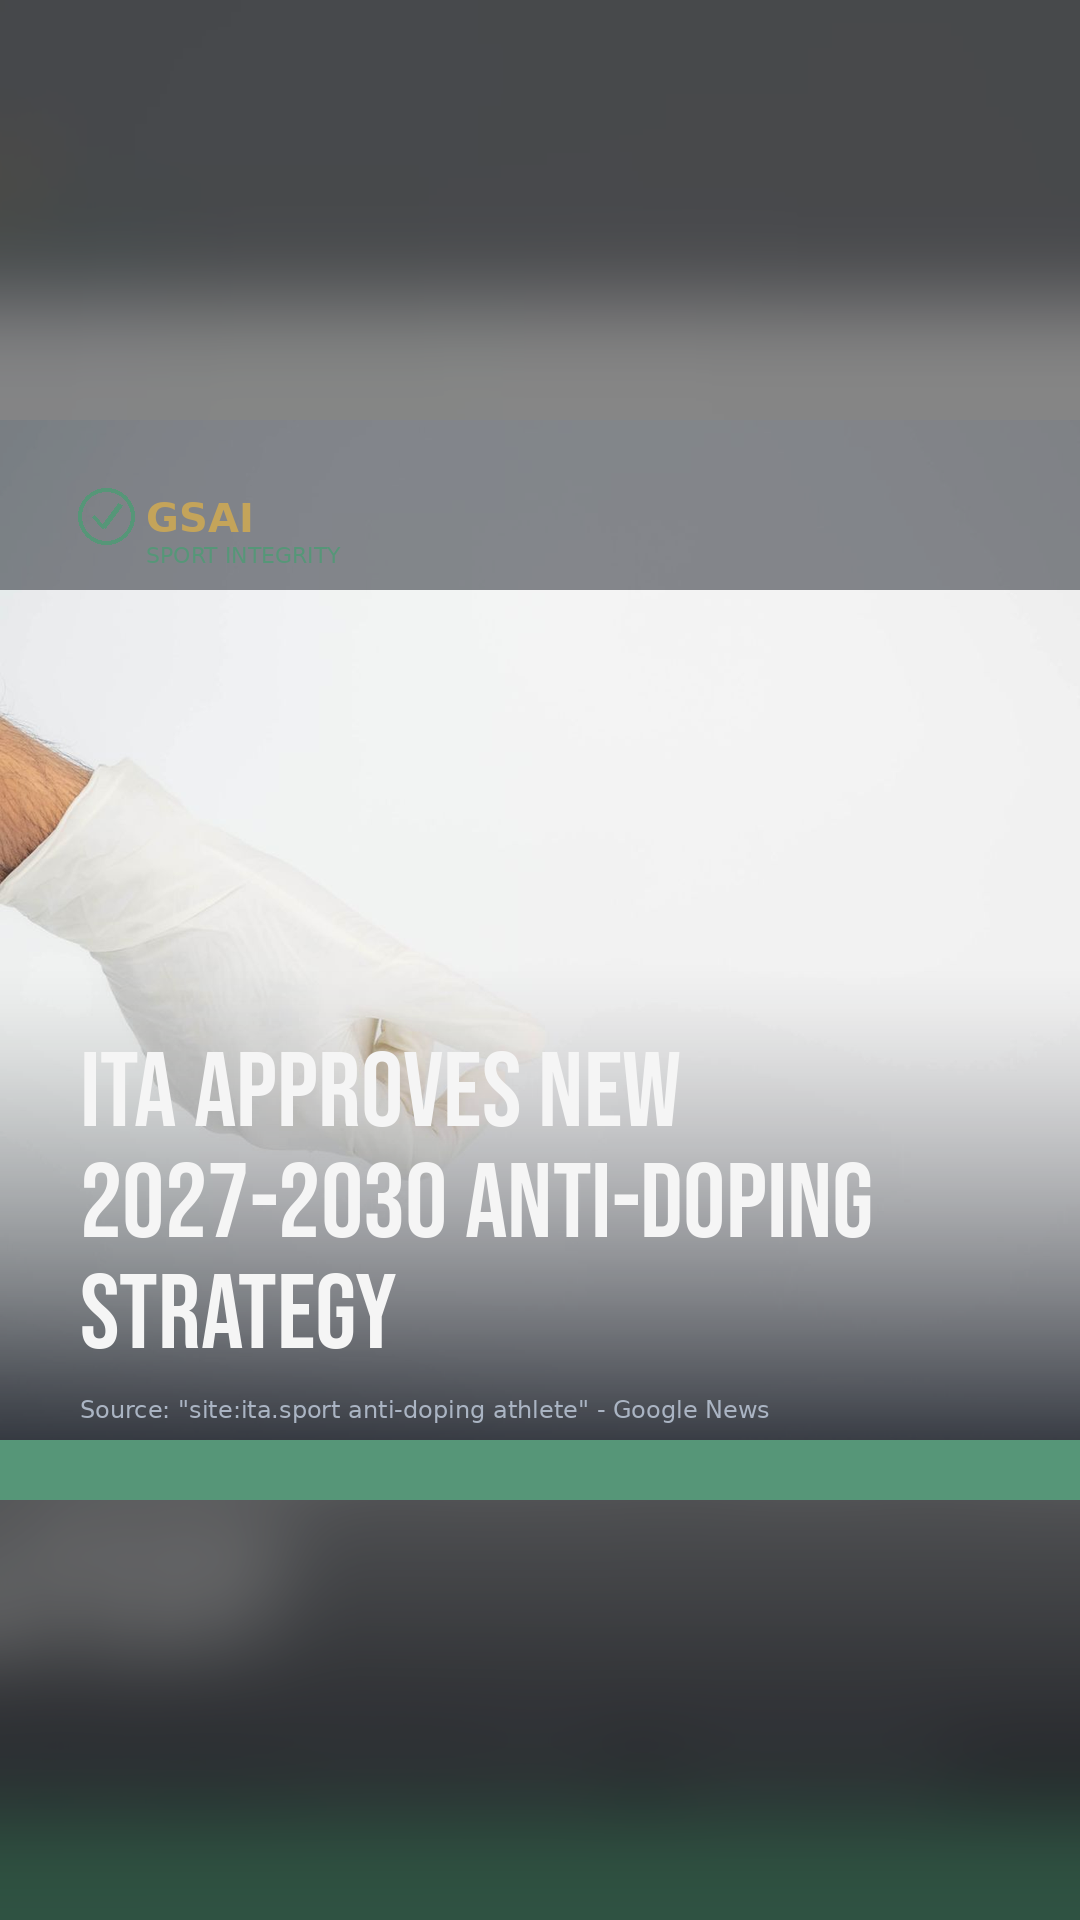 GSAI
SPORT INTEGRITY
ITA APPROVES NEW
2027-2030 ANTI-DOPING
STRATEGY
Source: "site:ita.sport anti-doping athlete" - Google News